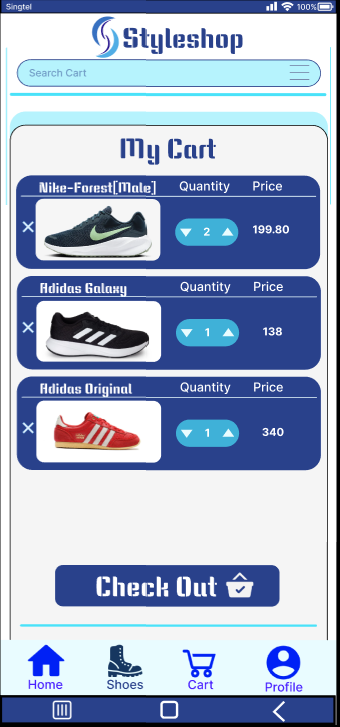 Singtel 100%
Styleshop
Search Cart
My Cart
Nike-Forest[Male] Quantity Price
2 199.80
Adidas Galaxy Quantity Price
1 138
Adidas Original Quantity Price
1 340
Check Out
Home Shoes Cart Profile